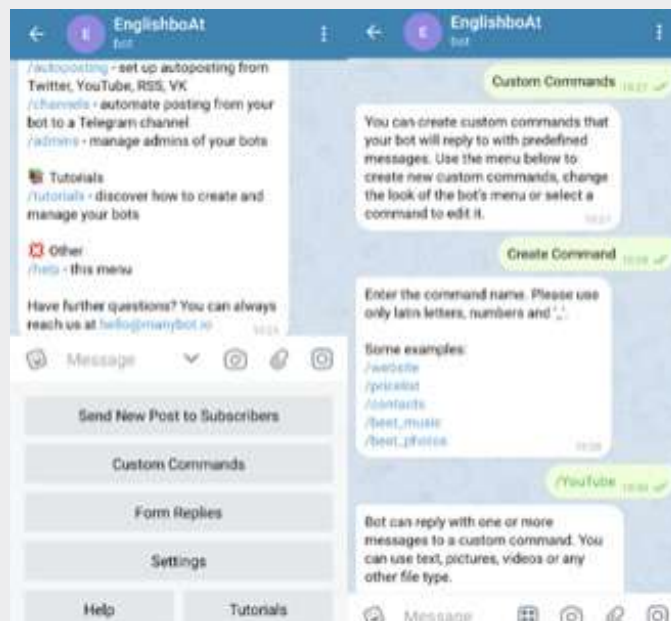 EnglishboAt
bot
/autoposting - set up autoposting from
Twitter, YouTube, RSS, VK
/channels - automate posting from your
bot to a Telegram channel
/admins - manage admins of your bots
Tutorials
/tutorials - discover how to create and
manage your bots
Other
/help - this menu
Have further questions? You can always
reach us at hello@manybot.io
Message
Send New Post to Subscribers
Custom Commands
Form Replies
Settings
Help
Tutorials
EnglishboAt
bot
Custom Commands
You can create custom commands that
your bot will reply to with predefined
messages. Use the menu below to
create new custom commands, change
the look of the bot's menu or select a
command to edit it.
Create Command
Enter the command name. Please use
only latin letters, numbers and '_'.
Some examples:
/website
/pricelist
/contacts
/best_music
/best_photos
/YouTube
Bot can reply with one or more
messages to a custom command. You
can use text, pictures, videos or any
other file type.
Message